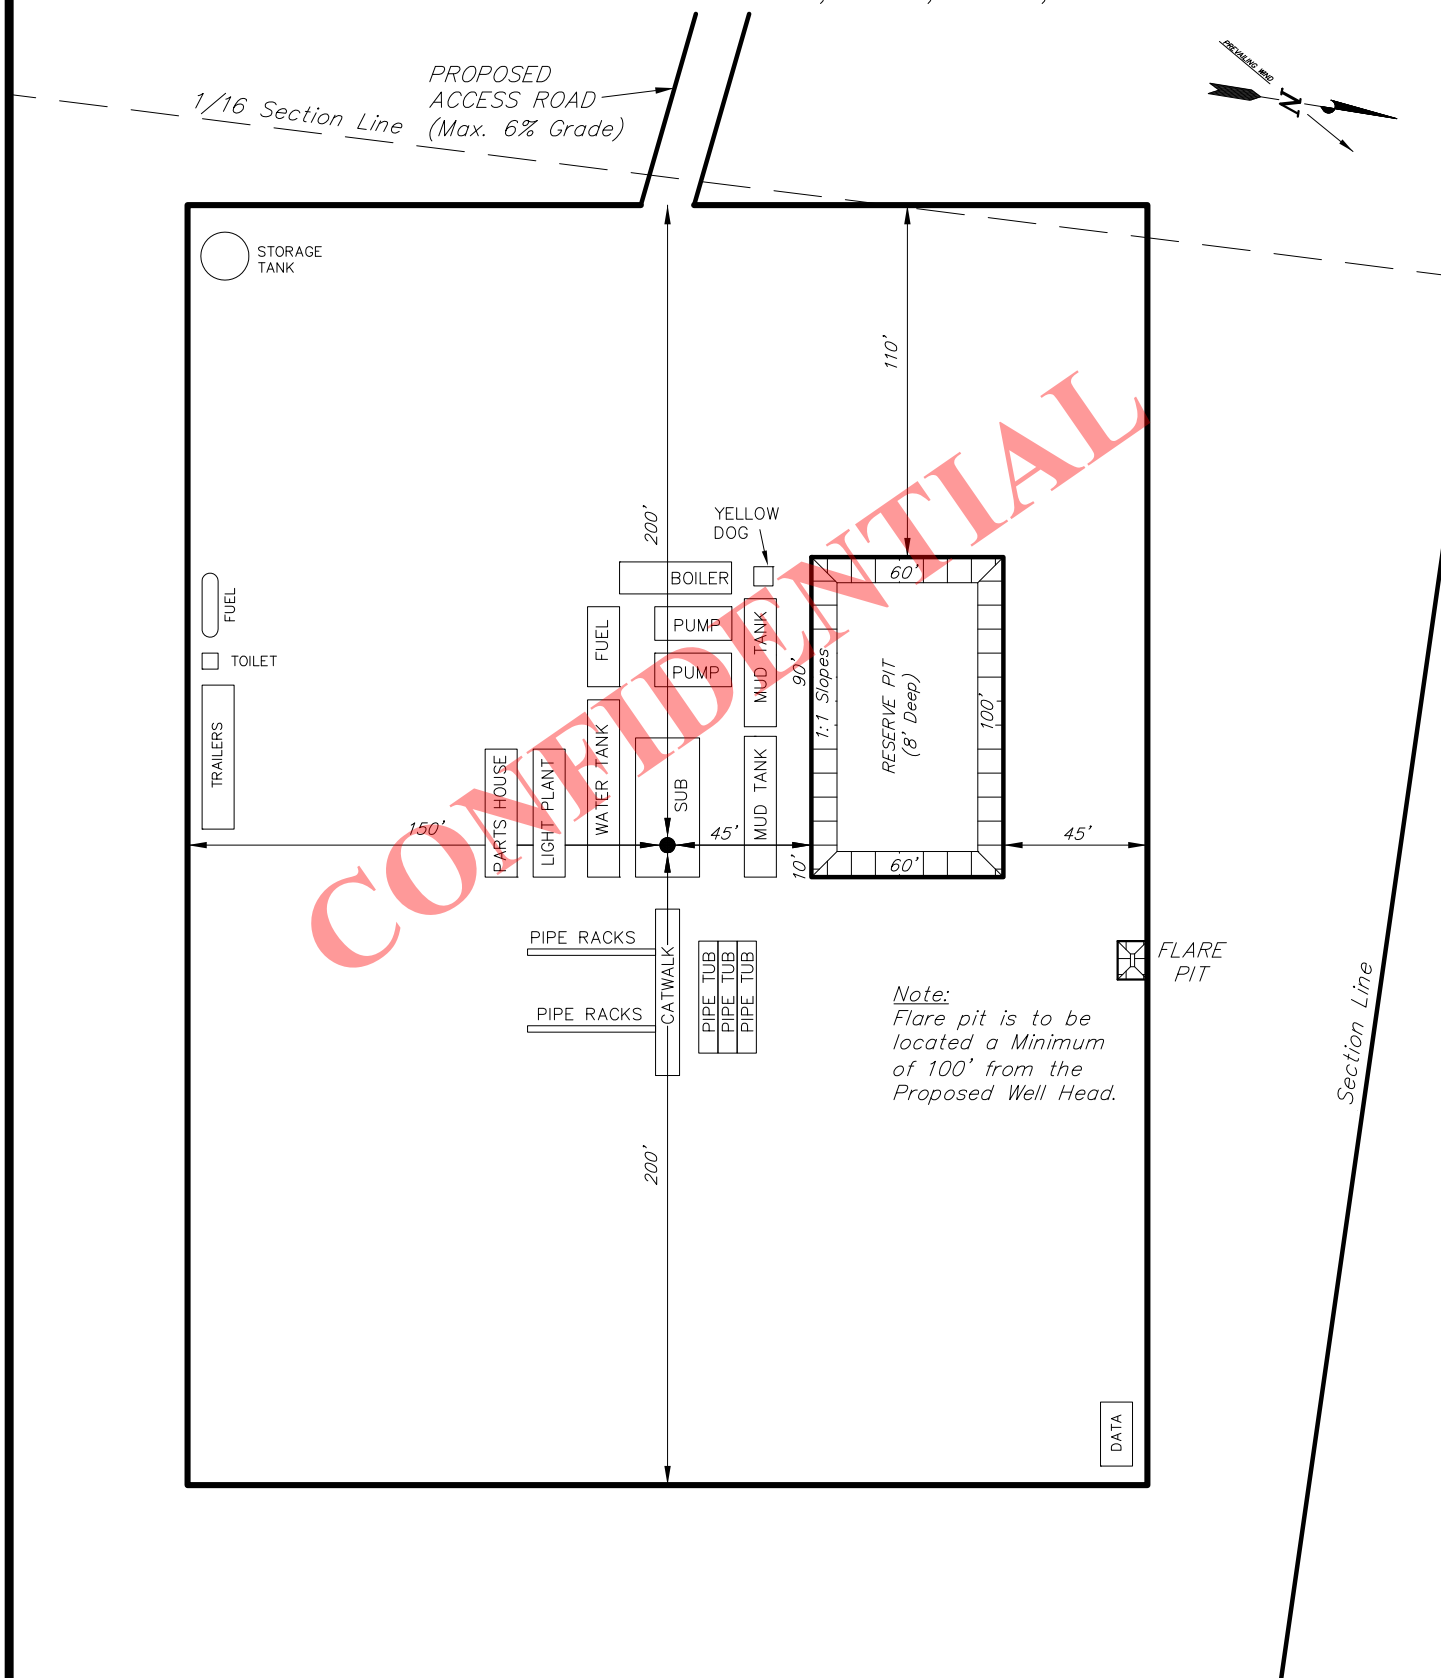 PREVAILING WIND
N
PROPOSED
ACCESS ROAD
(Max. 6% Grade)
1/16 Section Line
STORAGE
TANK
110'
200'
YELLOW
DOG
BOILER
60'
FUEL
PUMP
MUD TANK
FUEL
TOILET
PUMP
90'
1:1 Slopes
RESERVE PIT
(8' Deep)
100'
TRAILERS
PARTS HOUSE
LIGHT PLANT
WATER TANK
SUB
MUD TANK
150'
45'
45'
10'
60'
CONFIDENTIAL
PIPE RACKS
CATWALK
PIPE TUB
PIPE TUB
PIPE TUB
PIPE RACKS
FLARE
PIT
Note:
Flare pit is to be
located a Minimum
of 100' from the
Proposed Well Head.
Section Line
200'
DATA